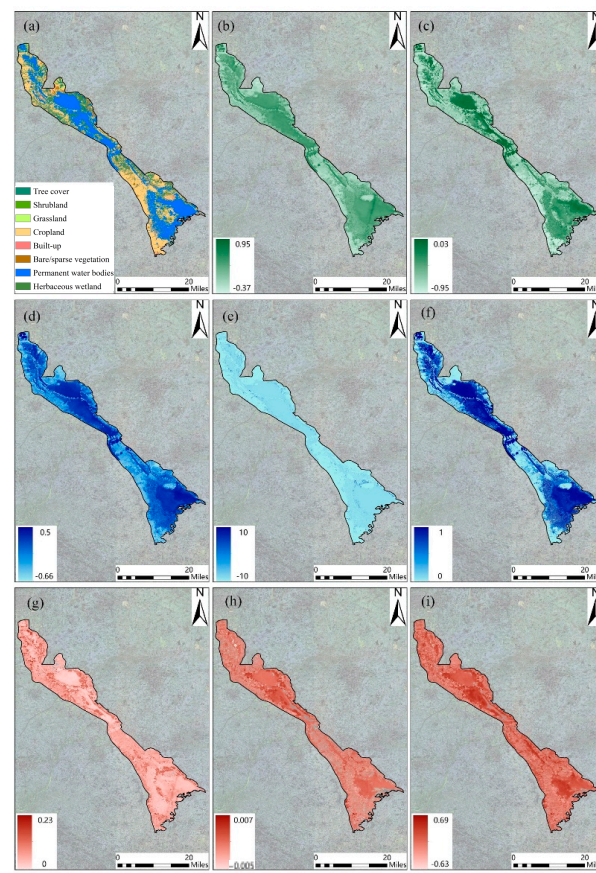 (a)
N
Tree cover
Shrubland
Grassland
Cropland
Built-up
Bare/sparse vegetation
Permanent water bodies
Herbaceous wetland
0 20
Miles
(b)
N
0.95
-0.37
0 20
Miles
(c)
N
0.03
-0.95
0 20
Miles
(d)
N
0.5
-0.66
0 20
Miles
(e)
N
10
-10
0 20
Miles
(f)
N
1
0
0 20
Miles
(g)
N
0.23
0
0 20
Miles
(h)
N
0.007
-0.005
0 20
Miles
(i)
N
0.69
-0.63
0 20
Miles